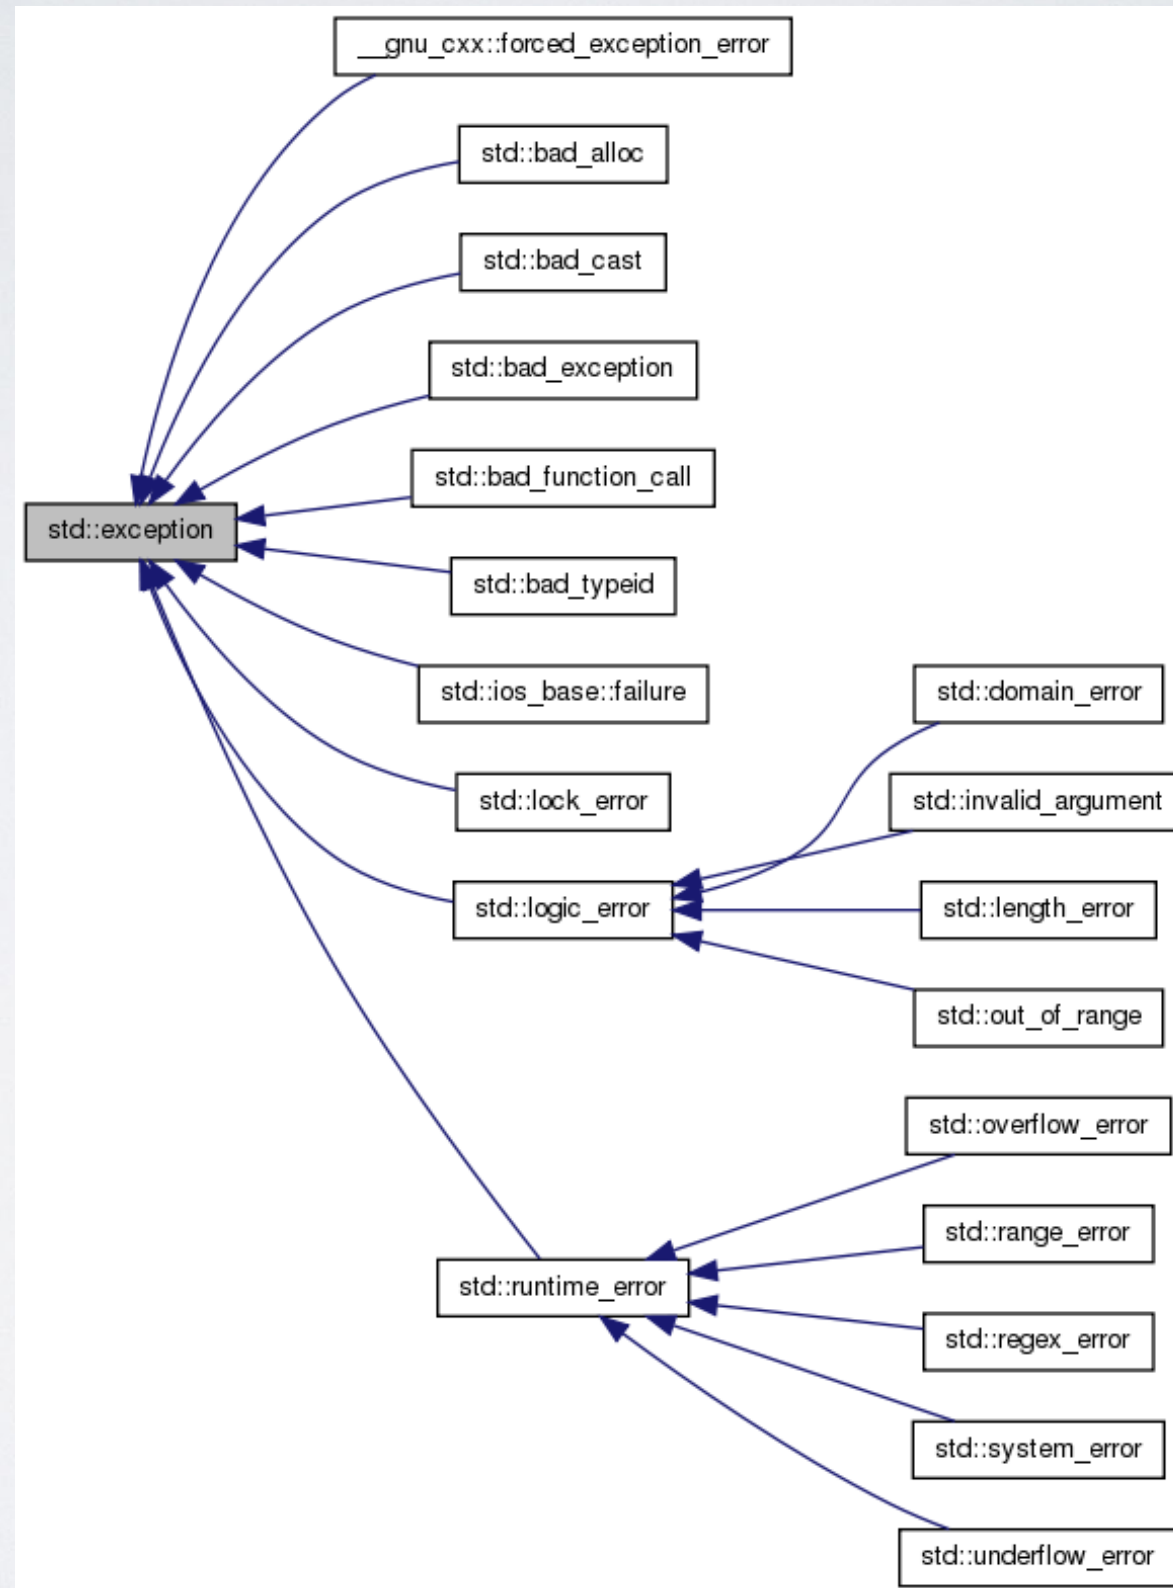 __gnu_cxx::forced_exception_error
std::bad_alloc
std::bad_cast
std::bad_exception
std::bad_function_call
std::exception
std::bad_typeid
std::ios_base::failure
std::domain_error
std::lock_error
std::invalid_argument
std::logic_error
std::length_error
std::out_of_range
std::overflow_error
std::range_error
std::runtime_error
std::regex_error
std::system_error
std::underflow_error